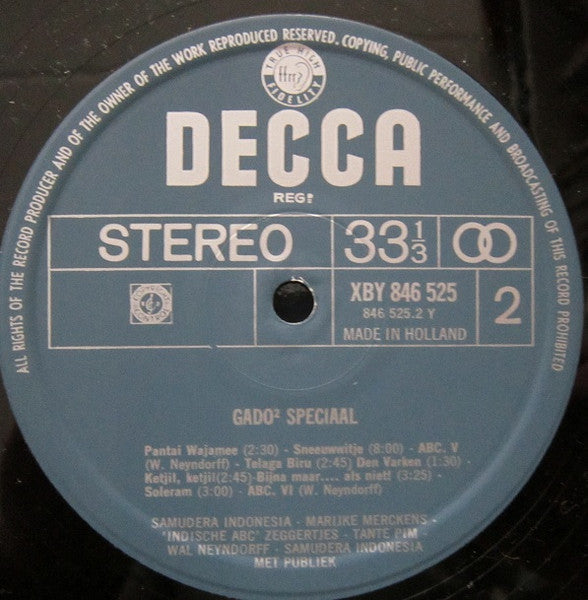 ALL RIGHTS OF THE RECORD PRODUCER AND OF THE OWNER OF THE WORK REPRODUCED RESERVED. COPYING, PUBLIC PERFORMANCE AND BROADCASTING OF THIS RECORD PROHIBITED
TRUE HIGH
ffrr
FIDELITY
DECCA
REGD
STEREO
33 1/3
XBY 846 525
846 525.2 Y
MADE IN HOLLAND
2
GADO² SPECIAAL
Pantai Wajamee (2:30) - Sneeuwwitje (8:00) - ABC. V
(W. Neyndorff) - Telaga Biru (2:45) Den Varken (1:30) -
Ketjil, ketjil(2:45)-Bijna maar.... als niet! (3:25) -
Soleram (3:00) - ABC. VI (W. Neyndorff)
SAMUDERA INDONESIA - MARIJKE MERCKENS -
'INDISCHE ABC' ZEGGERTJES - TANTE PIM -
WAL NEYNDORFF - SAMUDERA INDONESIA
MET PUBLIEK